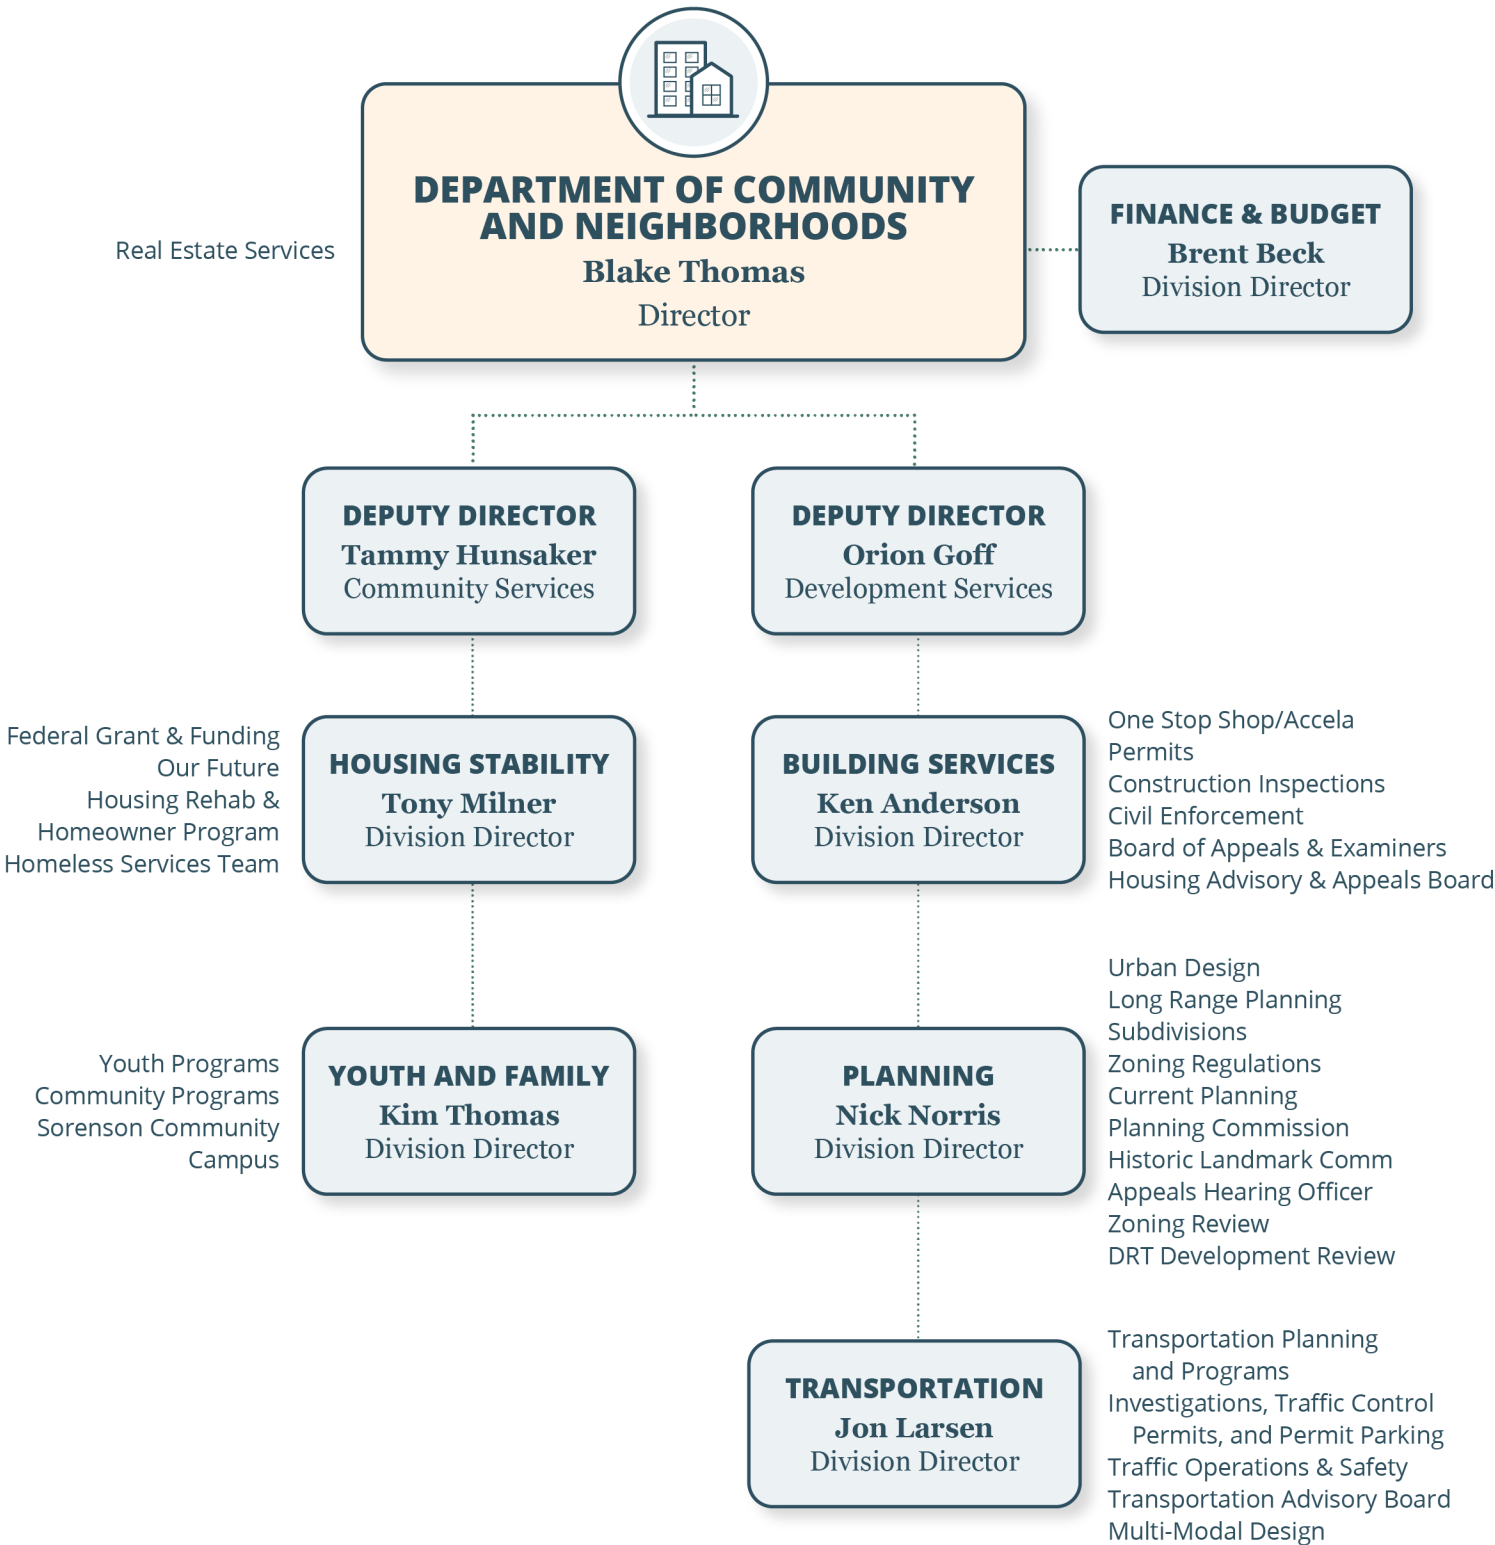 DEPARTMENT OF COMMUNITY
AND NEIGHBORHOODS
Blake Thomas
Director
Real Estate Services
FINANCE & BUDGET
Brent Beck
Division Director
DEPUTY DIRECTOR
Tammy Hunsaker
Community Services
DEPUTY DIRECTOR
Orion Goff
Development Services
Federal Grant & Funding
Our Future
Housing Rehab &
Homeowner Program
Homeless Services Team
HOUSING STABILITY
Tony Milner
Division Director
BUILDING SERVICES
Ken Anderson
Division Director
One Stop Shop/Accela
Permits
Construction Inspections
Civil Enforcement
Board of Appeals & Examiners
Housing Advisory & Appeals Board
Youth Programs
Community Programs
Sorenson Community
Campus
YOUTH AND FAMILY
Kim Thomas
Division Director
PLANNING
Nick Norris
Division Director
Urban Design
Long Range Planning
Subdivisions
Zoning Regulations
Current Planning
Planning Commission
Historic Landmark Comm
Appeals Hearing Officer
Zoning Review
DRT Development Review
TRANSPORTATION
Jon Larsen
Division Director
Transportation Planning
and Programs
Investigations, Traffic Control
Permits, and Permit Parking
Traffic Operations & Safety
Transportation Advisory Board
Multi-Modal Design